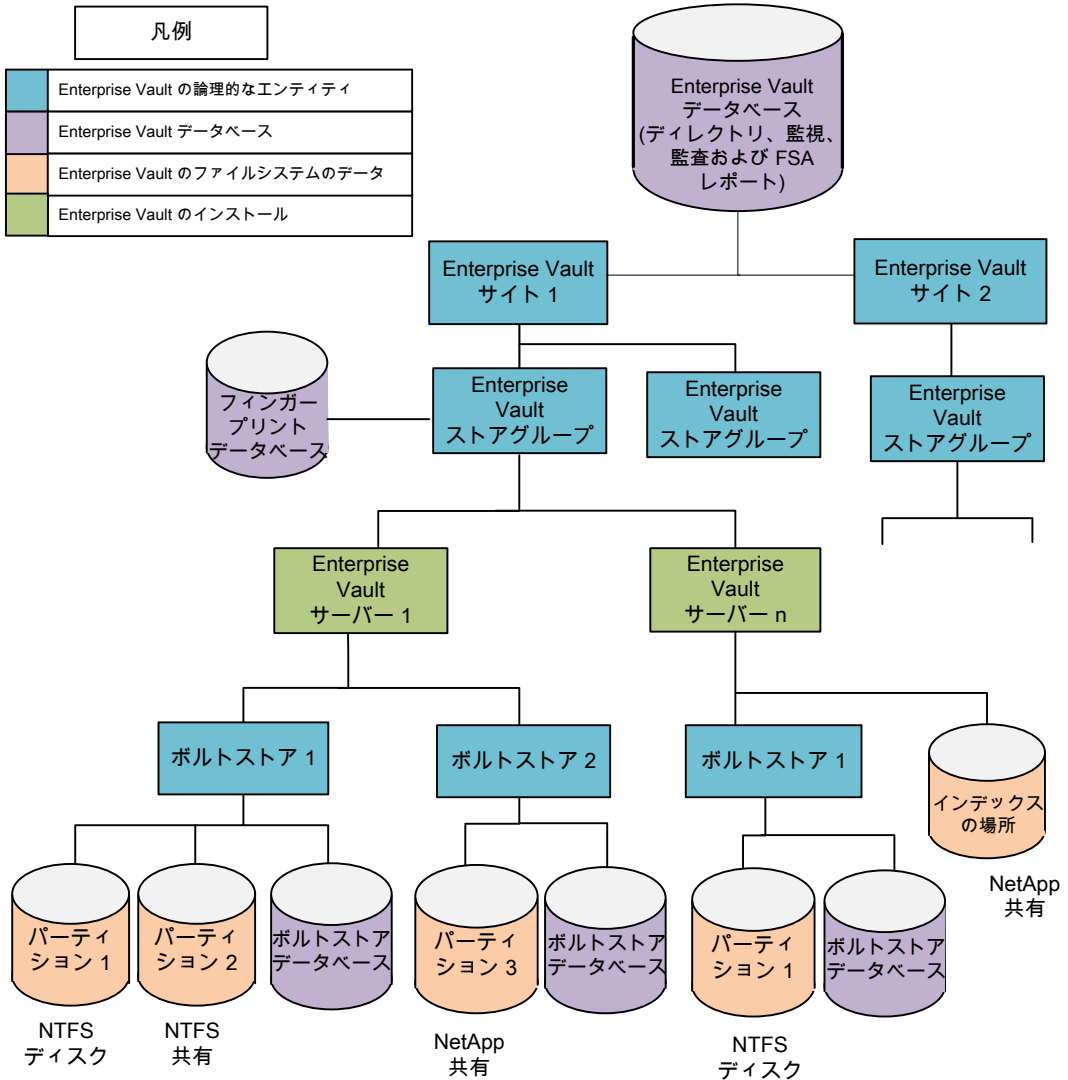 凡例
Enterprise Vault の論理的なエンティティ
Enterprise Vault データベース
Enterprise Vault のファイルシステムのデータ
Enterprise Vault のインストール
Enterprise Vault
データベース
(ディレクトリ、監視、
監査および FSA
レポート)
Enterprise Vault
サイト 1
Enterprise Vault
サイト 2
フィンガー
プリント
データベース
Enterprise
Vault
ストアグループ
Enterprise
Vault
ストアグループ
Enterprise
Vault
ストアグループ
Enterprise
Vault
サーバー 1
Enterprise
Vault
サーバー n
ボルトストア 1
ボルトストア 2
ボルトストア 1
インデックス
の場所
NetApp
共有
パーティ
ション 1
パーティ
ション 2
ボルトストア
データベース
パーティ
ション 3
ボルトストア
データベース
パーティ
ション 1
ボルトストア
データベース
NTFS
ディスク
NTFS
共有
NetApp
共有
NTFS
ディスク